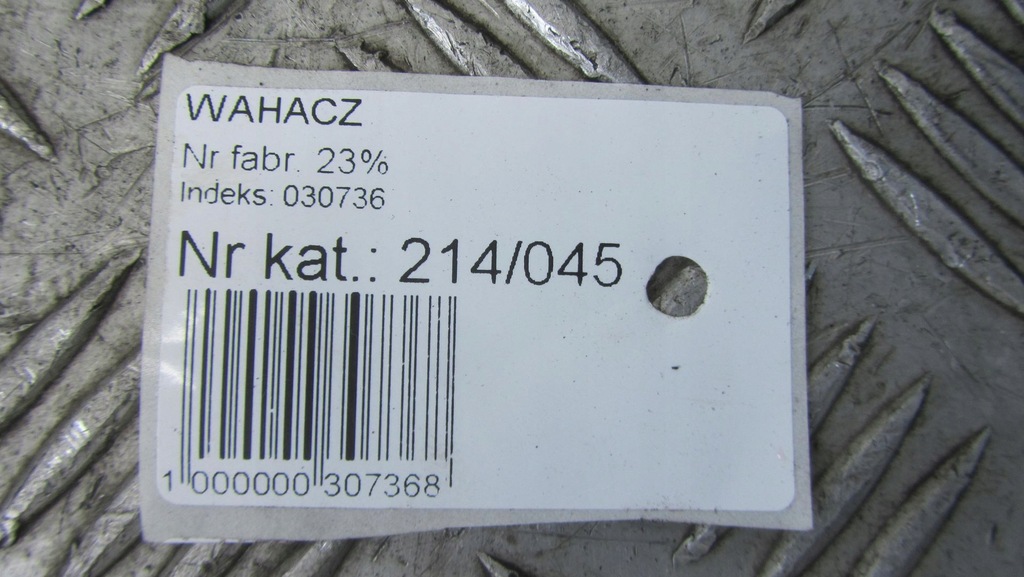 WAHACZ
Nr fabr. 23%
Indeks: 030736
Nr kat.: 214/045
1 000000 307368